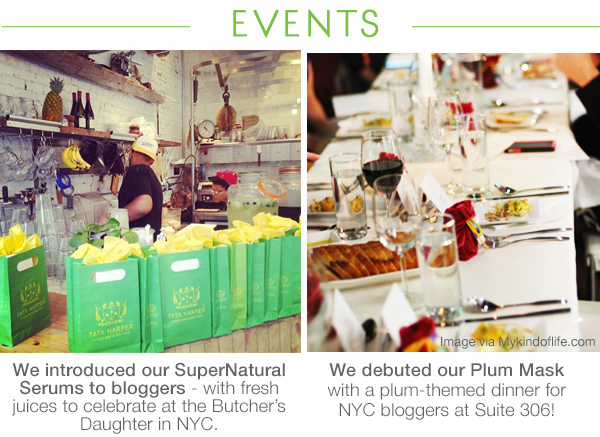 EVENTS
TATA HARPER
TATA HARPER
Image via Mykindoflife.com
We introduced our SuperNatural
Serums to bloggers - with fresh
juices to celebrate at the Butcher's
Daughter in NYC.
We debuted our Plum Mask
with a plum-themed dinner for
NYC bloggers at Suite 306!